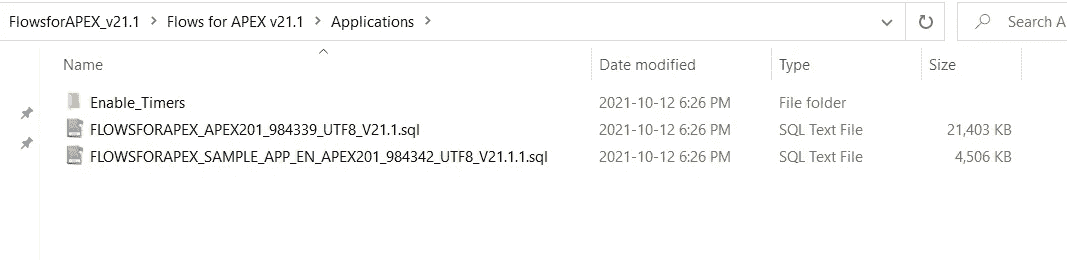 FlowsforAPEX_v21.1 > Flows for APEX v21.1 > Applications > Search A
Name Date modified Type Size
Enable_Timers 2021-10-12 6:26 PM File folder
FLOWSFORAPEX_APEX201_984339_UTF8_V21.1.sql 2021-10-12 6:26 PM SQL Text File 21,403 KB
FLOWSFORAPEX_SAMPLE_APP_EN_APEX201_984342_UTF8_V21.1.1.sql 2021-10-12 6:26 PM SQL Text File 4,506 KB